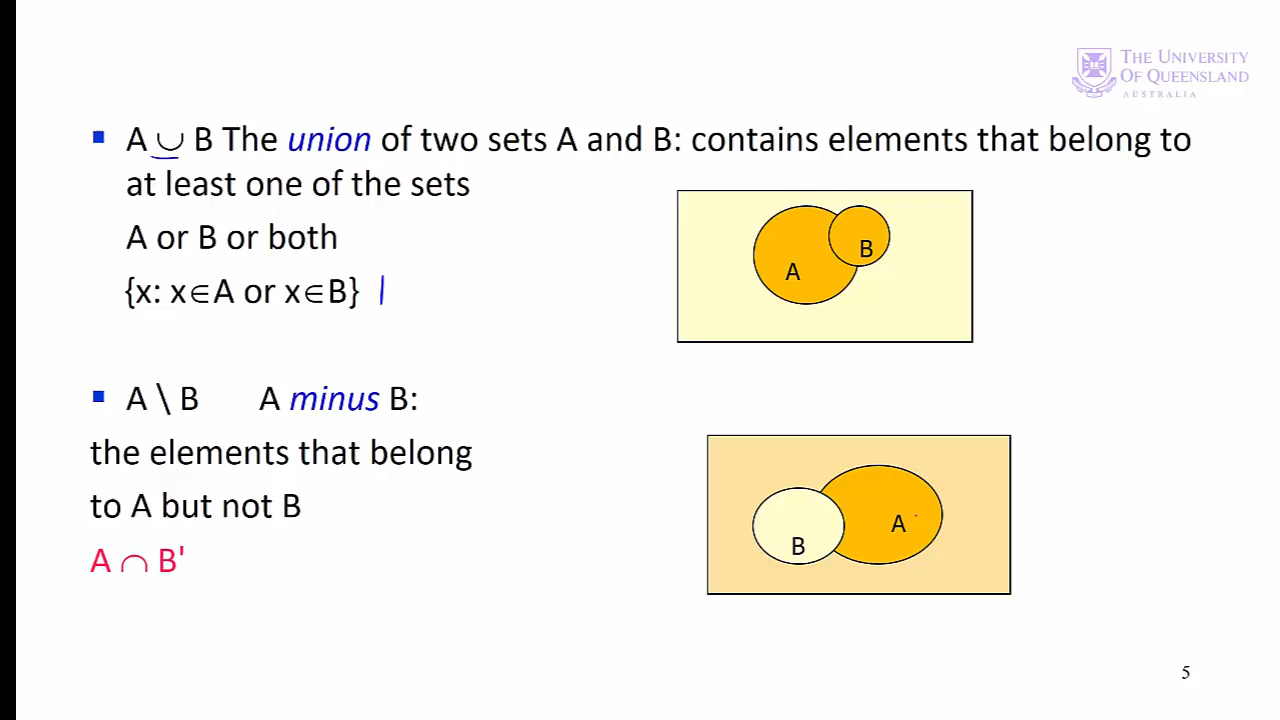 THE UNIVERSITY
OF QUEENSLAND
AUSTRALIA
▪ A ∪ B The union of two sets A and B: contains elements that belong to
at least one of the sets
A or B or both
{x: x∈A or x∈B} |
A
B
▪ A \ B A minus B:
the elements that belong
to A but not B
A ∩ B'
B
A
5